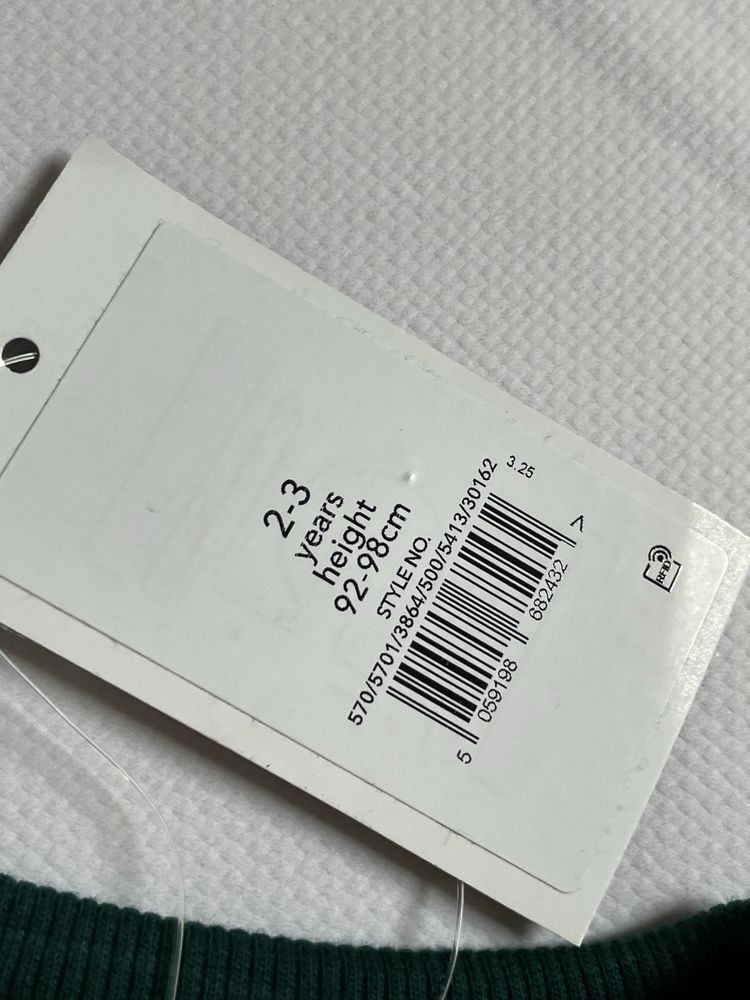 2-3
years
height
92-98cm
STYLE NO.
570/5701/3864/500/5413/30162
3.25
5 059198 682432 >
RFID